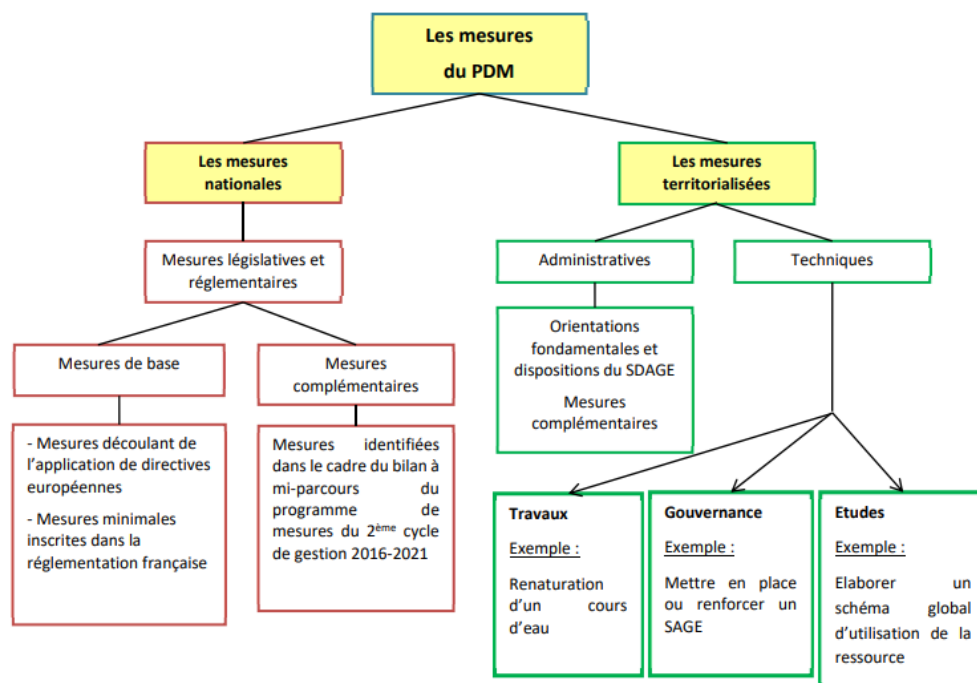 Les mesures
du PDM
Les mesures
nationales
Les mesures
territorialisées
Mesures législatives et
réglementaires
Administratives
Techniques
Mesures de base
Mesures
complémentaires
Orientations
fondamentales et
dispositions du SDAGE
Mesures
complémentaires
- Mesures découlant de
l'application de directives
européennes
- Mesures minimales
inscrites dans la
réglementation française
Mesures identifiées
dans le cadre du bilan à
mi-parcours du
programme de
mesures du 2ème cycle
de gestion 2016-2021
Travaux
Exemple :
Renaturation
d'un cours
d'eau
Gouvernance
Exemple :
Mettre en place
ou renforcer un
SAGE
Etudes
Exemple :
Elaborer un
schéma global
d'utilisation de la
ressource